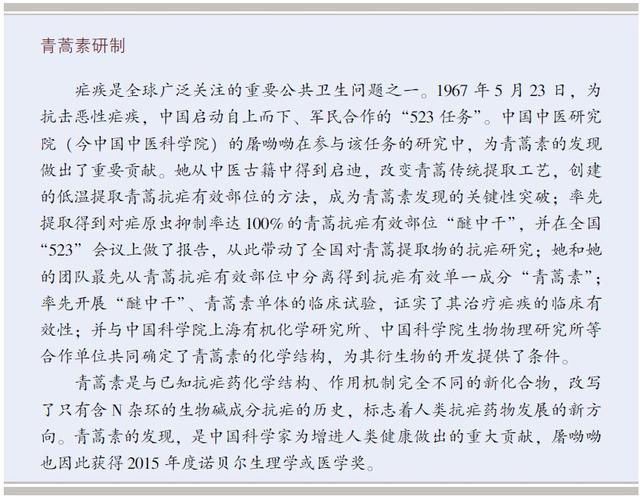 青蒿素研制
疟疾是全球广泛关注的重要公共卫生问题之一。1967 年 5 月 23 日，为
抗击恶性疟疾，中国启动自上而下、军民合作的“523 任务”。中国中医研究
院（今中国中医科学院）的屠呦呦在参与该任务的研究中，为青蒿素的发现
做出了重要贡献。她从中医古籍中得到启迪，改变青蒿传统提取工艺，创建
的低温提取青蒿抗疟有效部位的方法，成为青蒿素发现的关键性突破；率先
提取得到对疟原虫抑制率达 100% 的青蒿抗疟有效部位“醚中干”，并在全国
“523” 会议上做了报告，从此带动了全国对青蒿提取物的抗疟研究；她和她
的团队最先从青蒿抗疟有效部位中分离得到抗疟有效单一成分“青蒿素”；
率先开展“醚中干”、青蒿素单体的临床试验，证实了其治疗疟疾的临床有
效性；并与中国科学院上海有机化学研究所、中国科学院生物物理研究所等
合作单位共同确定了青蒿素的化学结构，为其衍生物的开发提供了条件。
青蒿素是与已知抗疟药化学结构、作用机制完全不同的新化合物，改写
了只有含 N 杂环的生物碱成分抗疟的历史，标志着人类抗疟药物发展的新方
向。青蒿素的发现，是中国科学家为增进人类健康做出的重大贡献，屠呦呦
也因此获得 2015 年度诺贝尔生理学或医学奖。